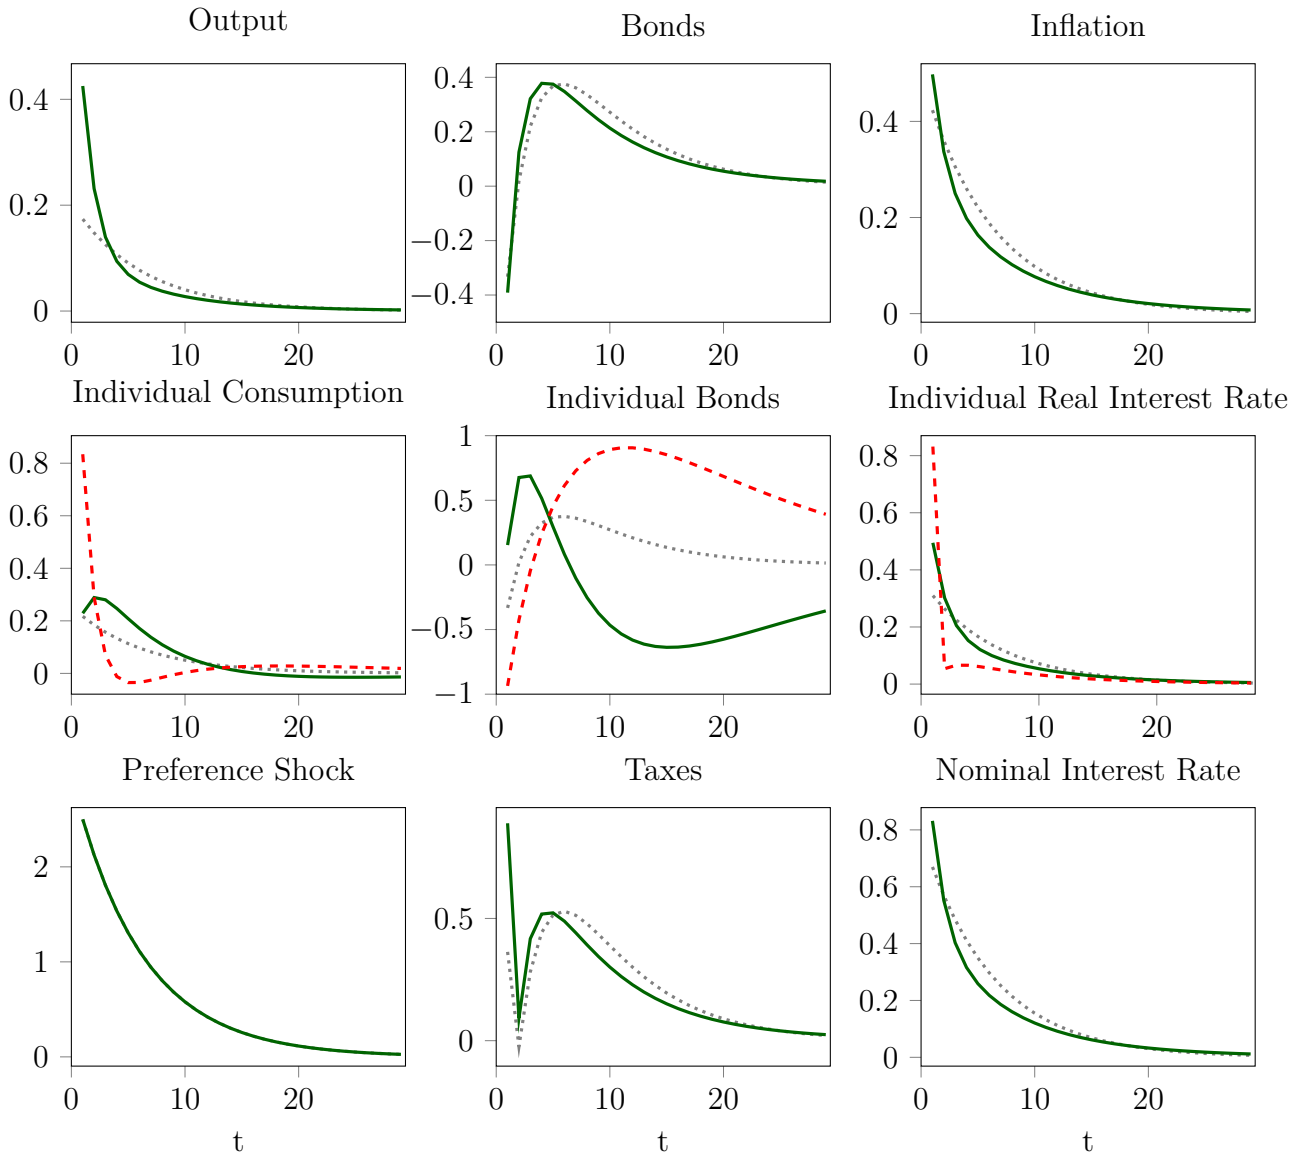 Output
Bonds
Inflation
0.4
0.2
0
0.4
0.2
0
−0.2
−0.4
0.4
0.2
0
0 10 20
0 10 20
0 10 20
Individual Consumption
Individual Bonds
Individual Real Interest Rate
0.8
0.6
0.4
0.2
0
1
0.5
0
−0.5
−1
0.8
0.6
0.4
0.2
0
0 10 20
0 10 20
0 10 20
Preference Shock
Taxes
Nominal Interest Rate
2
1
0
0.5
0
0.8
0.6
0.4
0.2
0
0 10 20
0 10 20
0 10 20
t
t
t